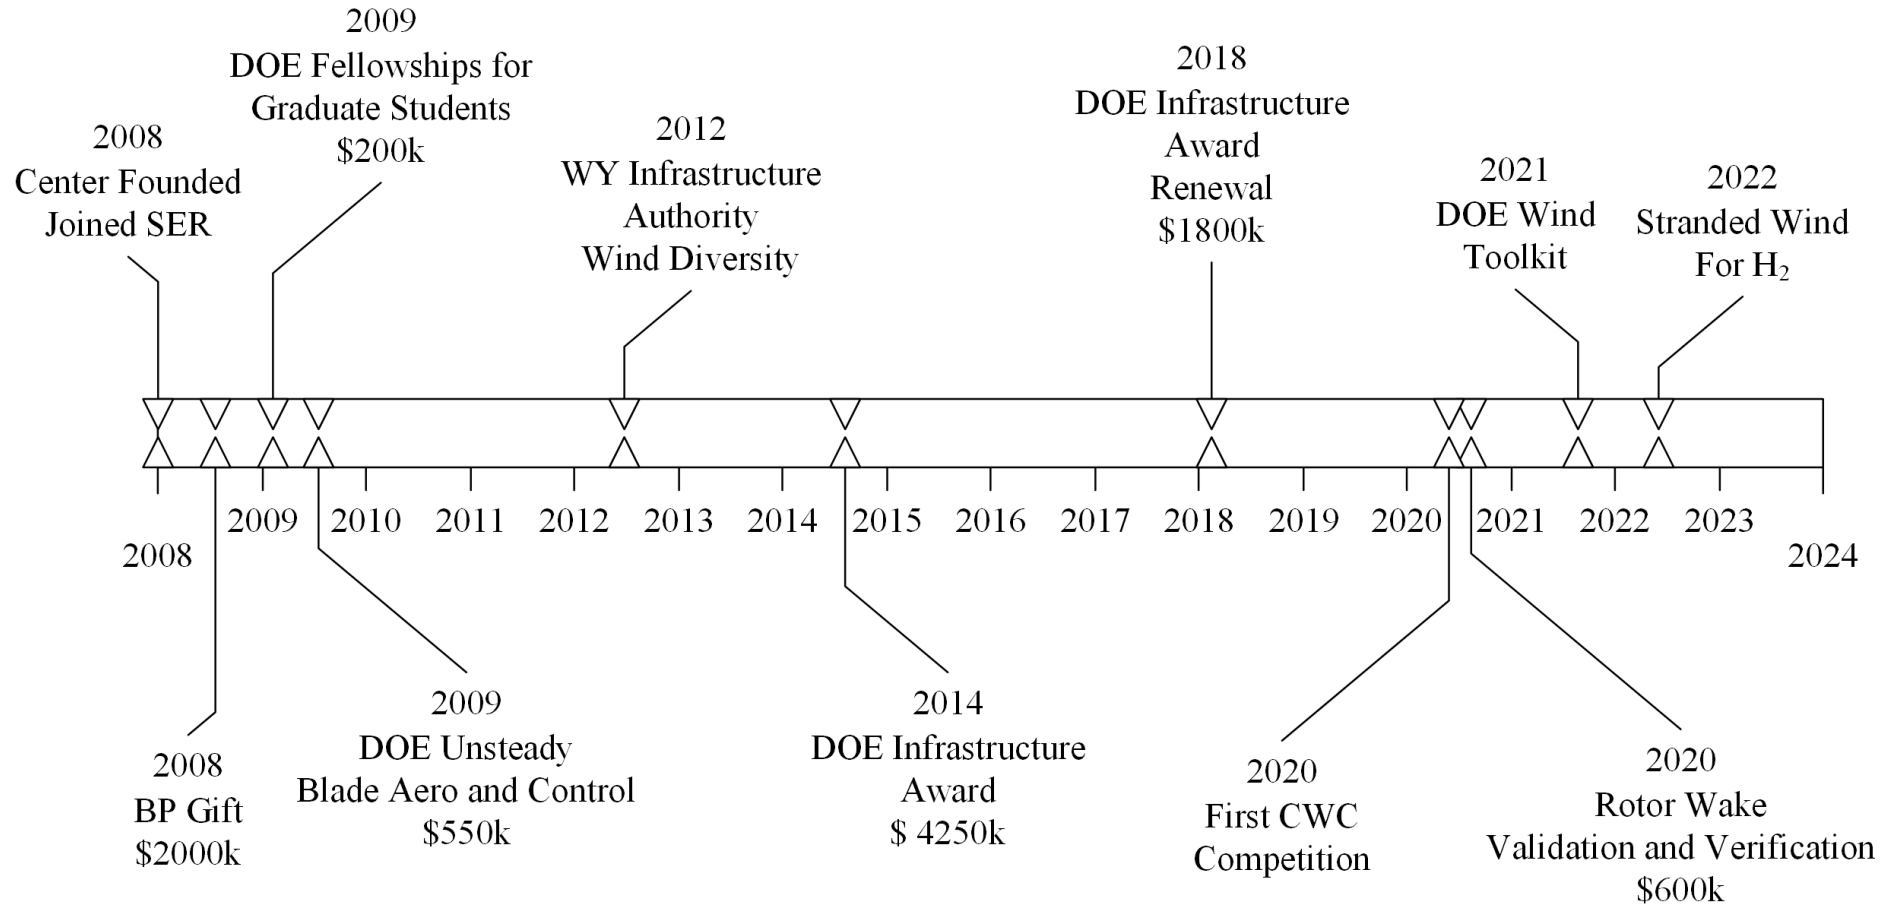 2008
Center Founded
Joined SER
2009
DOE Fellowships for
Graduate Students
$200k
2012
WY Infrastructure
Authority
Wind Diversity
2018
DOE Infrastructure
Award
Renewal
$1800k
2021
DOE Wind
Toolkit
2022
Stranded Wind
For H₂
2008
2009
2010
2011
2012
2013
2014
2015
2016
2017
2018
2019
2020
2021
2022
2023
2024
2008
BP Gift
$2000k
2009
DOE Unsteady
Blade Aero and Control
$550k
2014
DOE Infrastructure
Award
$ 4250k
2020
First CWC
Competition
2020
Rotor Wake
Validation and Verification
$600k